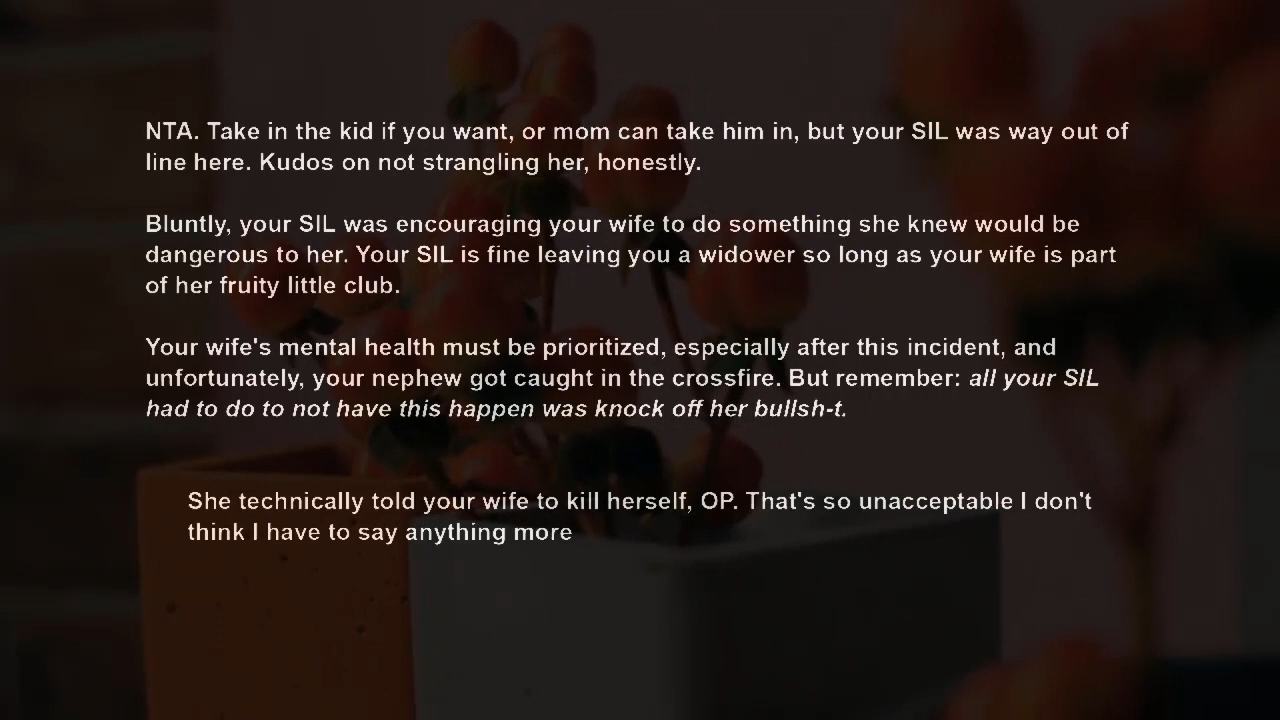 NTA. Take in the kid if you want, or mom can take him in, but your SIL was way out of
line here. Kudos on not strangling her, honestly.
Bluntly, your SIL was encouraging your wife to do something she knew would be
dangerous to her. Your SIL is fine leaving you a widower so long as your wife is part
of her fruity little club.
Your wife's mental health must be prioritized, especially after this incident, and
unfortunately, your nephew got caught in the crossfire. But remember: all your SIL
had to do to not have this happen was knock off her bullsh-t.
She technically told your wife to kill herself, OP. That's so unacceptable I don't
think I have to say anything more